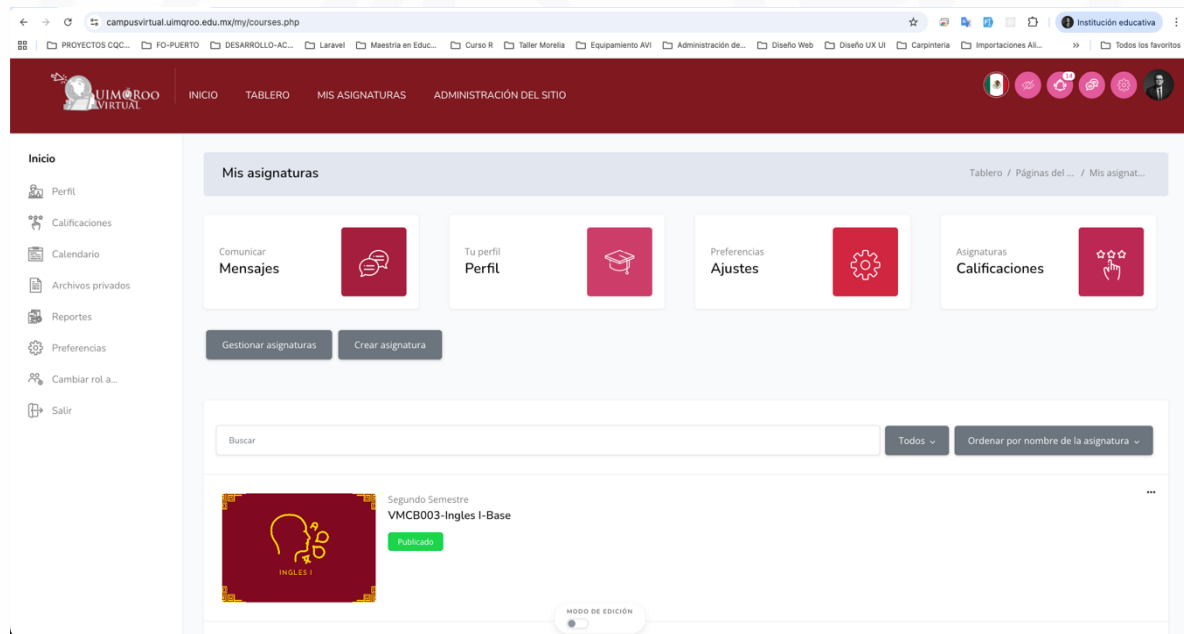 campusvirtual.uimqroo.edu.mx/my/courses.php
Institución educativa
PROYECTOS CQC... FO-PUERTO DESARROLLO-AC... Laravel Maestria en Educ... Curso R Taller Morelia Equipamiento AVI Administración de... Diseño Web Diseño UX UI Carpinteria Importaciones Ali... » Todos los favoritos
UIMQROO
VIRTUAL
INICIO TABLERO MIS ASIGNATURAS ADMINISTRACIÓN DEL SITIO
14
Inicio
Perfil
Calificaciones
Calendario
Archivos privados
Reportes
Preferencias
Cambiar rol a...
Salir
Mis asignaturas
Tablero / Páginas del ... / Mis asignat...
Comunicar
Mensajes
Tu perfil
Perfil
Preferencias
Ajustes
Asignaturas
Calificaciones
Gestionar asignaturas
Crear asignatura
Buscar
Todos
Ordenar por nombre de la asignatura
INGLES I
Segundo Semestre
VMCB003-Ingles I-Base
Publicado
MODO DE EDICIÓN